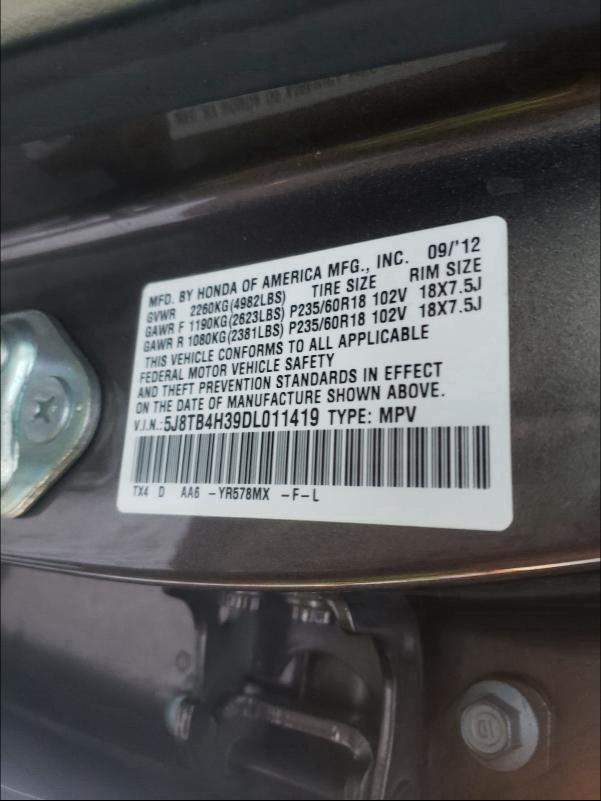 MFD. BY HONDA OF AMERICA MFG., INC. 09/'12
GVWR 2260KG(4982LBS) TIRE SIZE RIM SIZE
GAWR F 1190KG(2623LBS) P235/60R18 102V 18X7.5J
GAWR R 1080KG(2381LBS) P235/60R18 102V 18X7.5J
THIS VEHICLE CONFORMS TO ALL APPLICABLE
FEDERAL MOTOR VEHICLE SAFETY
AND THEFT PREVENTION STANDARDS IN EFFECT
ON THE DATE OF MANUFACTURE SHOWN ABOVE.
V.I.N.:5J8TB4H39DL011419 TYPE: MPV
TX4 D AA6 -YR578MX -F-L